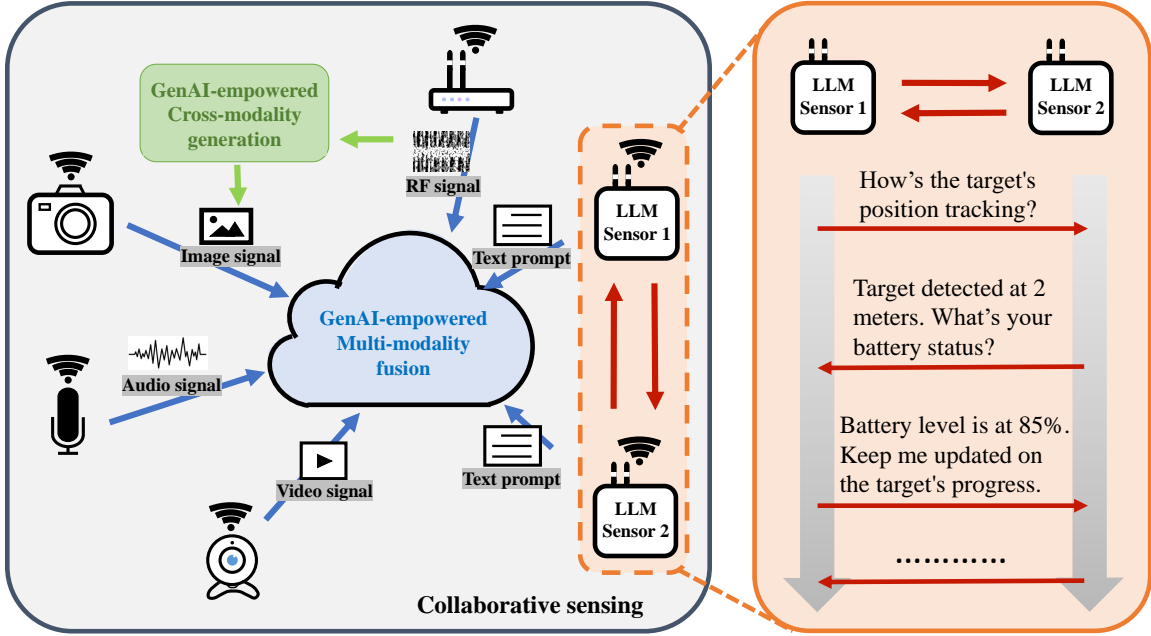 GenAI-empowered
Cross-modality
generation
RF signal
Image signal
Text prompt
LLM
Sensor 1
GenAI-empowered
Multi-modality
fusion
Audio signal
Video signal
Text prompt
LLM
Sensor 2
Collaborative sensing
LLM
Sensor 1
LLM
Sensor 2
How's the target's
position tracking?
Target detected at 2
meters. What's your
battery status?
Battery level is at 85%.
Keep me updated on
the target's progress.
…………